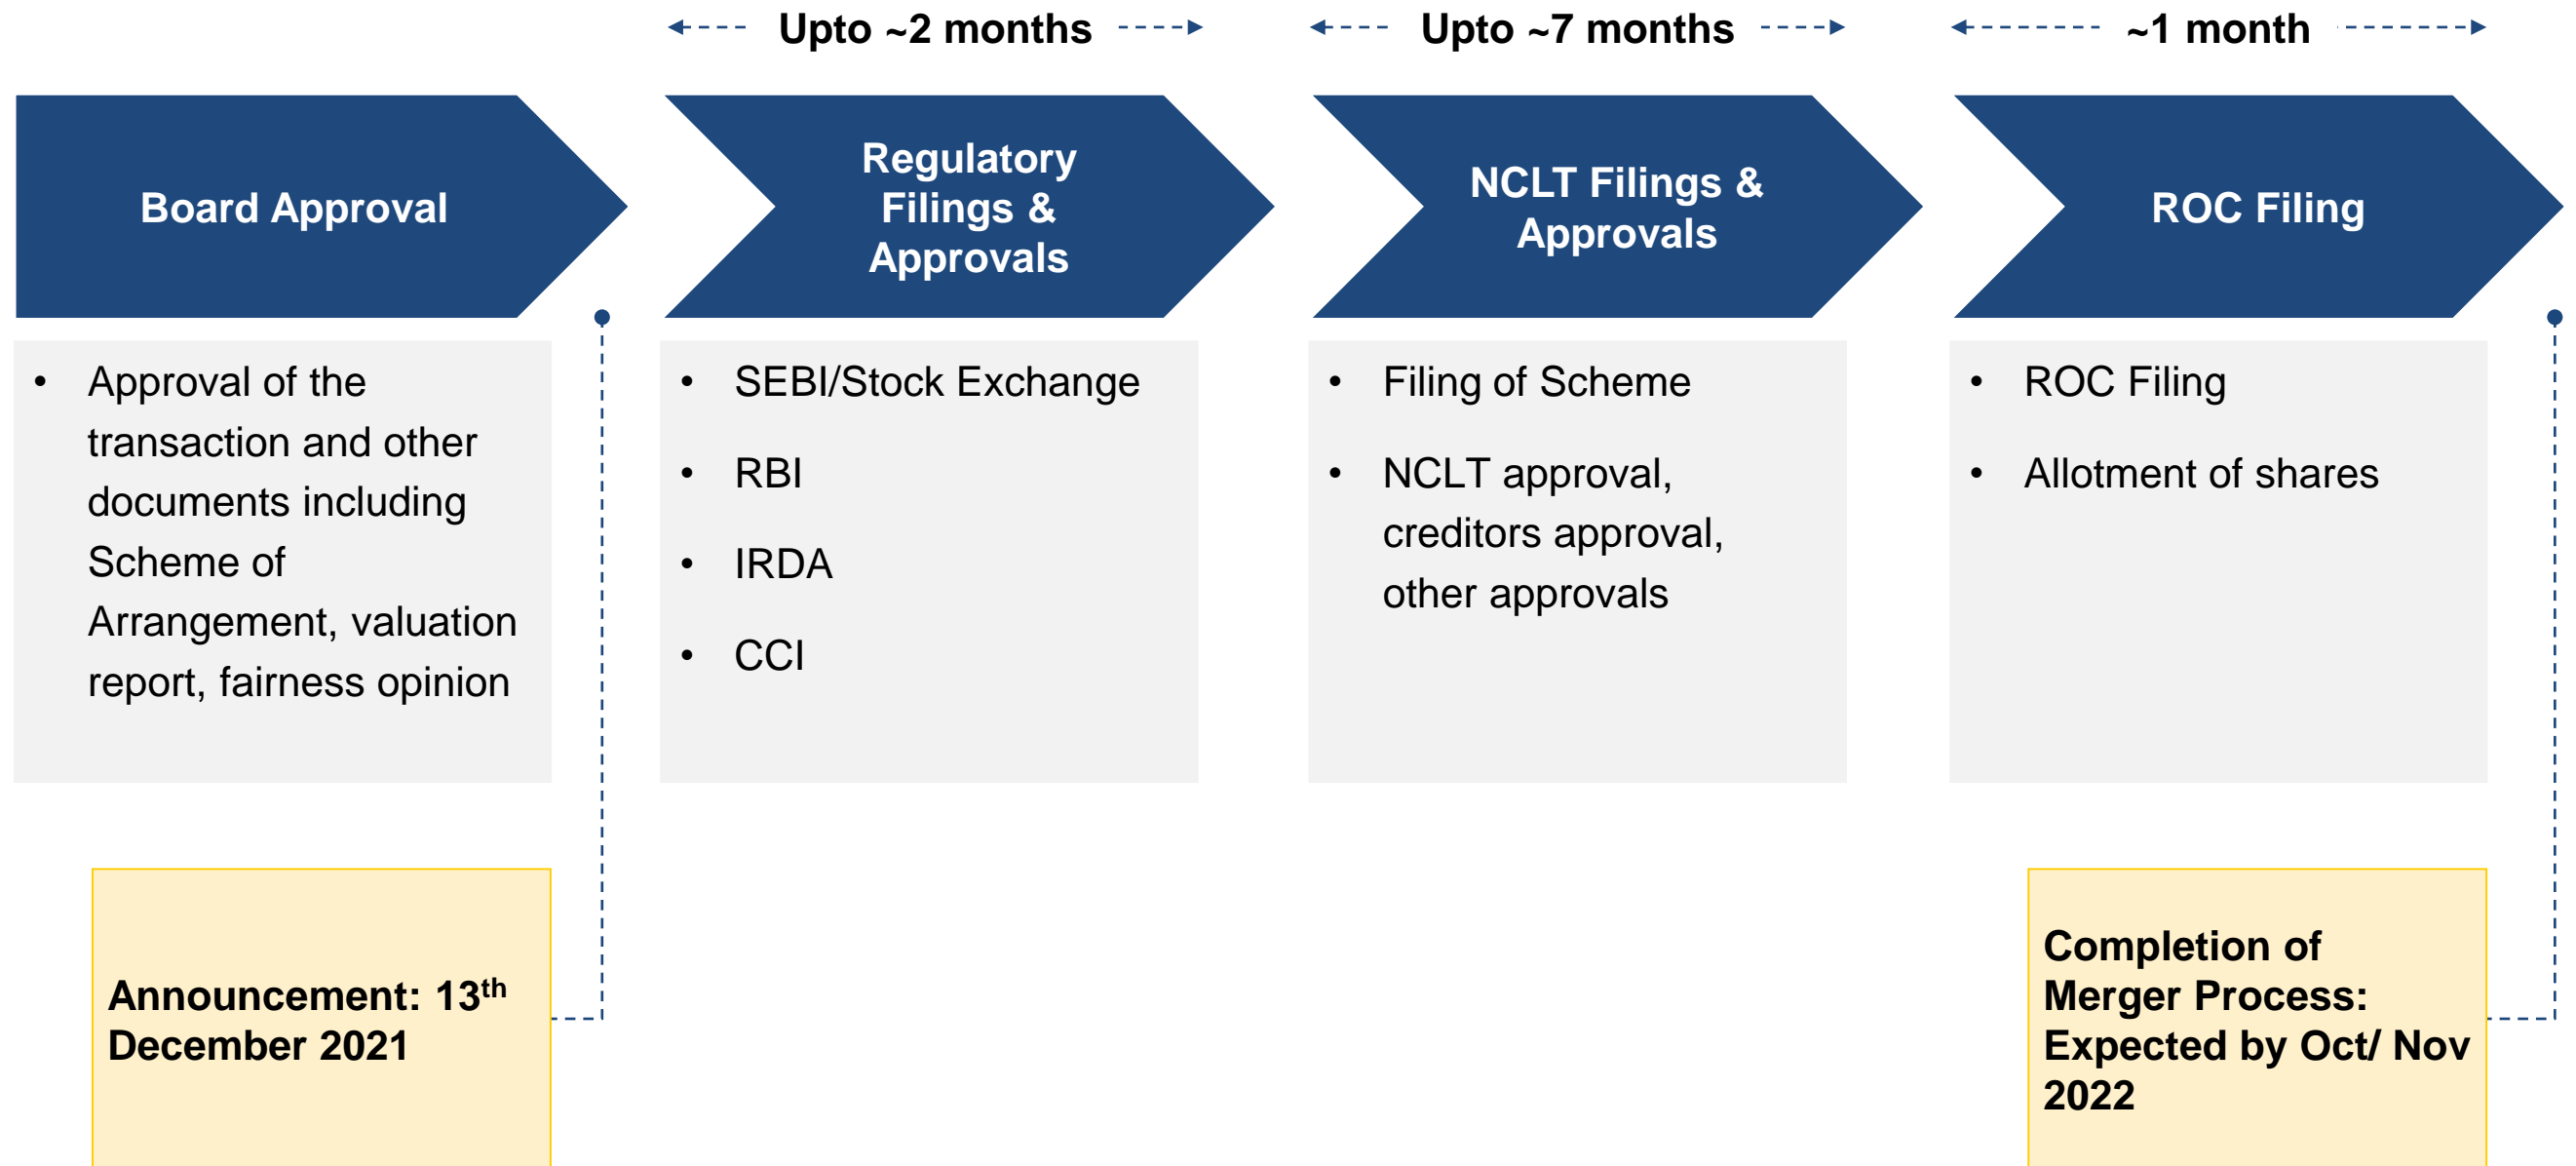 Upto ~2 months
Upto ~7 months
~1 month
Board Approval
Regulatory
Filings &
Approvals
NCLT Filings &
Approvals
ROC Filing
• Approval of the
transaction and other
documents including
Scheme of
Arrangement, valuation
report, fairness opinion
• SEBI/Stock Exchange
• RBI
• IRDA
• CCI
• Filing of Scheme
• NCLT approval,
creditors approval,
other approvals
• ROC Filing
• Allotment of shares
Announcement: 13th
December 2021
Completion of
Merger Process:
Expected by Oct/ Nov
2022